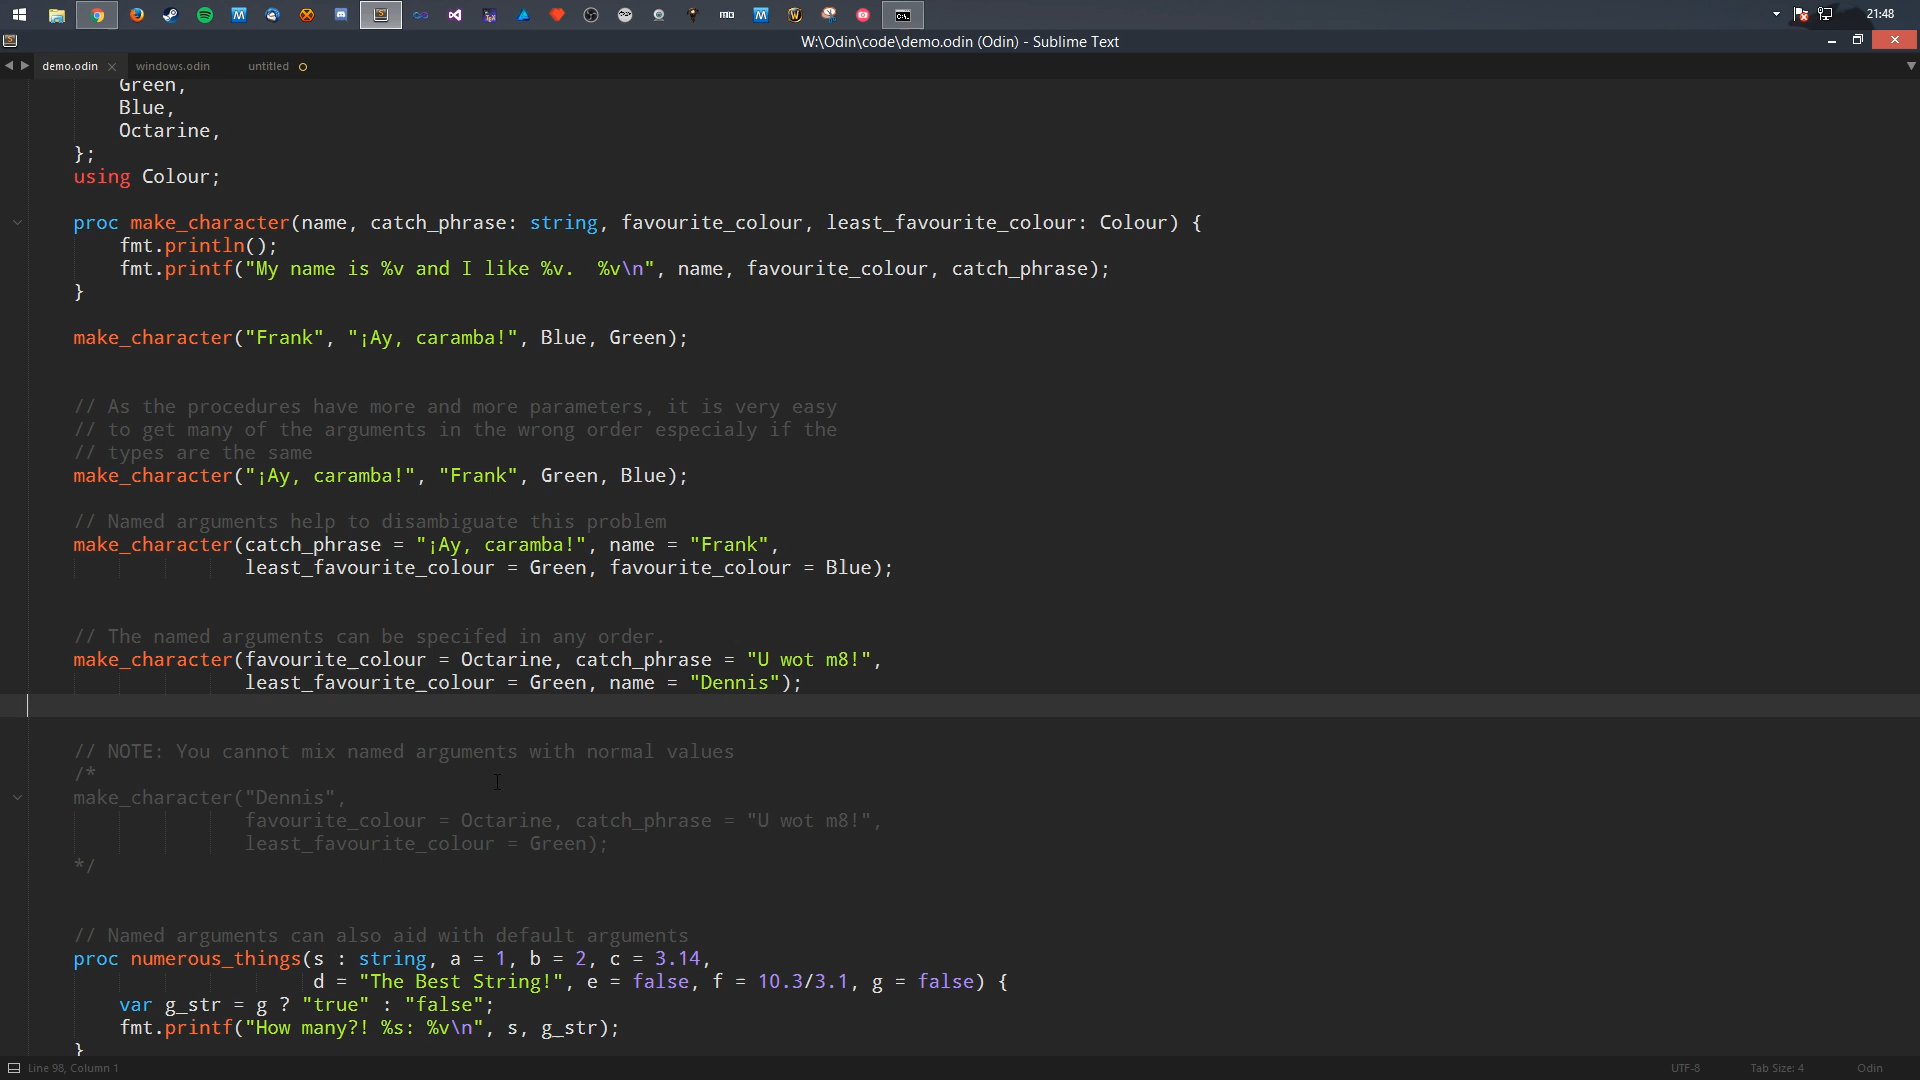 21:48
W:\Odin\code\demo.odin (Odin) - Sublime Text
demo.odin windows.odin untitled
Green,
Blue,
Octarine,
};
using Colour;
proc make_character(name, catch_phrase: string, favourite_colour, least_favourite_colour: Colour) {
fmt.println();
fmt.printf("My name is %v and I like %v.  %v\n", name, favourite_colour, catch_phrase);
}
make_character("Frank", "¡Ay, caramba!", Blue, Green);
// As the procedures have more and more parameters, it is very easy
// to get many of the arguments in the wrong order especialy if the
// types are the same
make_character("¡Ay, caramba!", "Frank", Green, Blue);
// Named arguments help to disambiguate this problem
make_character(catch_phrase = "¡Ay, caramba!", name = "Frank",
least_favourite_colour = Green, favourite_colour = Blue);
// The named arguments can be specifed in any order.
make_character(favourite_colour = Octarine, catch_phrase = "U wot m8!",
least_favourite_colour = Green, name = "Dennis");
// NOTE: You cannot mix named arguments with normal values
/*
make_character("Dennis",
favourite_colour = Octarine, catch_phrase = "U wot m8!",
least_favourite_colour = Green);
*/
// Named arguments can also aid with default arguments
proc numerous_things(s : string, a = 1, b = 2, c = 3.14,
d = "The Best String!", e = false, f = 10.3/3.1, g = false) {
var g_str = g ? "true" : "false";
fmt.printf("How many?! %s: %v\n", s, g_str);
}
Line 98, Column 1 UTF-8 Tab Size: 4 Odin